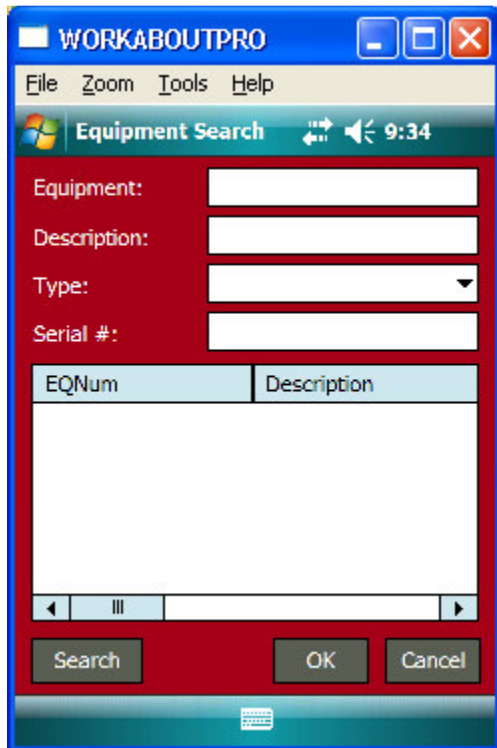 WORKABOUTPRO
File Zoom Tools Help
Equipment Search 9:34
Equipment:
Description:
Type:
Serial #:
EQNum Description
Search OK Cancel